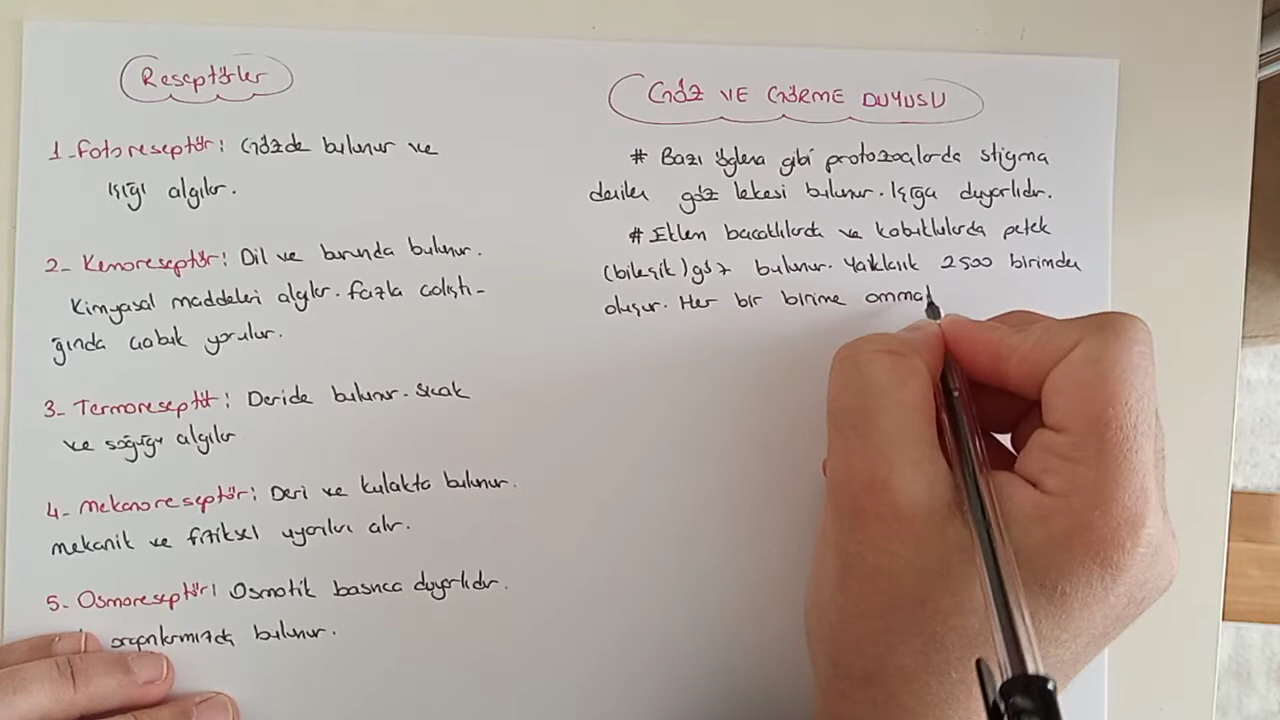 Reseptörler
1-Fotoreseptör: Gözde bulunur ve
ışığı algılar.
2- Kemoreseptör: Dil ve burunda bulunur.
Kimyasal maddeleri algılar. Fazla çalıştı-
ğında çabuk yorulur.
3- Termoreseptör: Deride bulunur. Sıcak
ve soğuğu algılar
4- Mekanoreseptör: Deri ve kulakta bulunur.
mekanik ve fiziksel uyarıları alır.
5- Osmoreseptör: Osmotik basınca duyarlıdır.
organlarımızda bulunur.
GÖZ VE GÖRME DUYUSU
# Bazı öglena gibi protozoalarda stigma
denilen göz lekesi bulunur. Işığa duyarlıdır.
# Eklem bacaklılarda ve kabuklularda petek
(bileşik) göz bulunur. Yaklaşık 2500 birimden
oluşur. Her bir birime omma